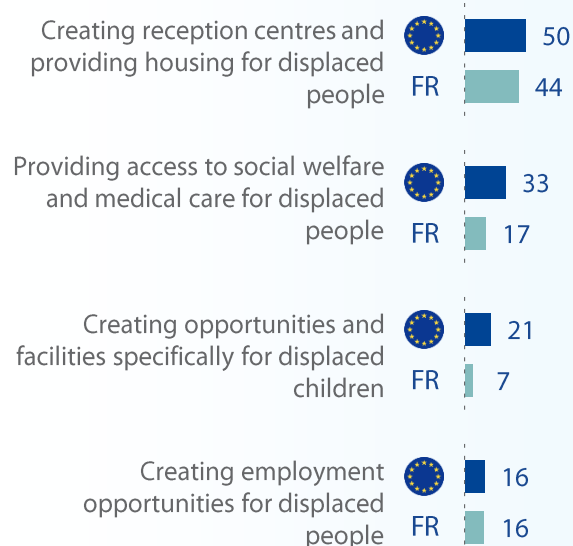 Creating reception centres and
providing housing for displaced
people
50
FR
44
Providing access to social welfare
and medical care for displaced
people
33
FR
17
Creating opportunities and
facilities specifically for displaced
children
21
FR
7
Creating employment
opportunities for displaced
people
16
FR
16